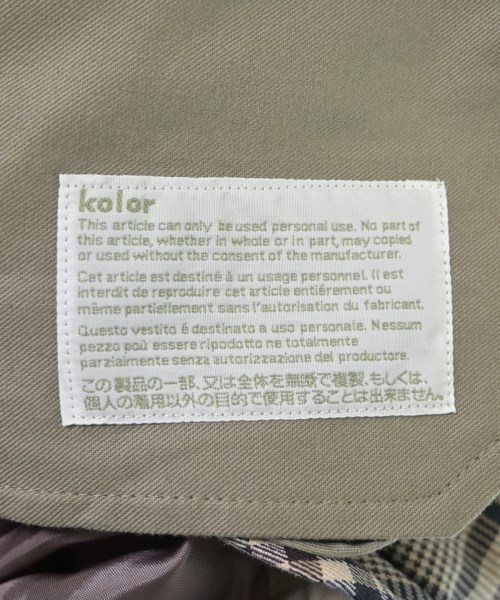 kolor
This article can only be used personal use. No part of
this article, whether in whole or in part, may copied
or used without the consent of the manufacturer.
Cet article est destiné à un usage personnel. Il est
interdit de reproduire cet article entiérement ou
même partiellement sans l'autorisation du fabricant.
Questo vestito é destinato a uso personale. Nessun
pezzo può essere ripodotto ne totalmente
parzialmente senza autorizzazione del produttore.
この製品の一部、又は全体を無断で複製、もしくは、
個人の着用以外の目的で使用することは出来ません。